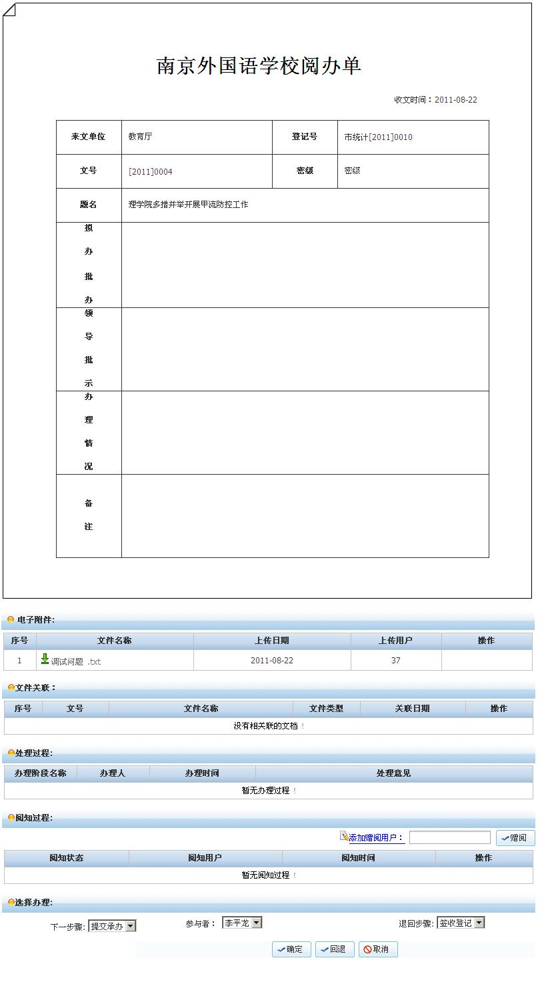 南京外国语学校阅办单
收文时间：2011-08-22
来文单位 教育厅 登记号 市统计[2011]0010
文号 [2011]0004 密级 密级
题名 理学院多措并举开展甲流防控工作
拟
办
批
办
领
导
批
示
办
理
情
况
备
注
电子附件:
序号 文件名称 上传日期 上传用户 操作
1 调试问题 .txt 2011-08-22 37
文件关联：
序号 文号 文件名称 文件类型 关联日期 操作
没有相关联的文档！
处理过程:
办理阶段名称 办理人 办理时间 处理意见
暂无办理过程！
阅知过程:
添加赠阅用户： 赠阅
阅知状态 阅知用户 阅知时间 操作
暂无阅知过程！
选择办理:
下一步骤: 提交承办 参与者： 李平龙 退回步骤: 签收登记
确定 回退 取消